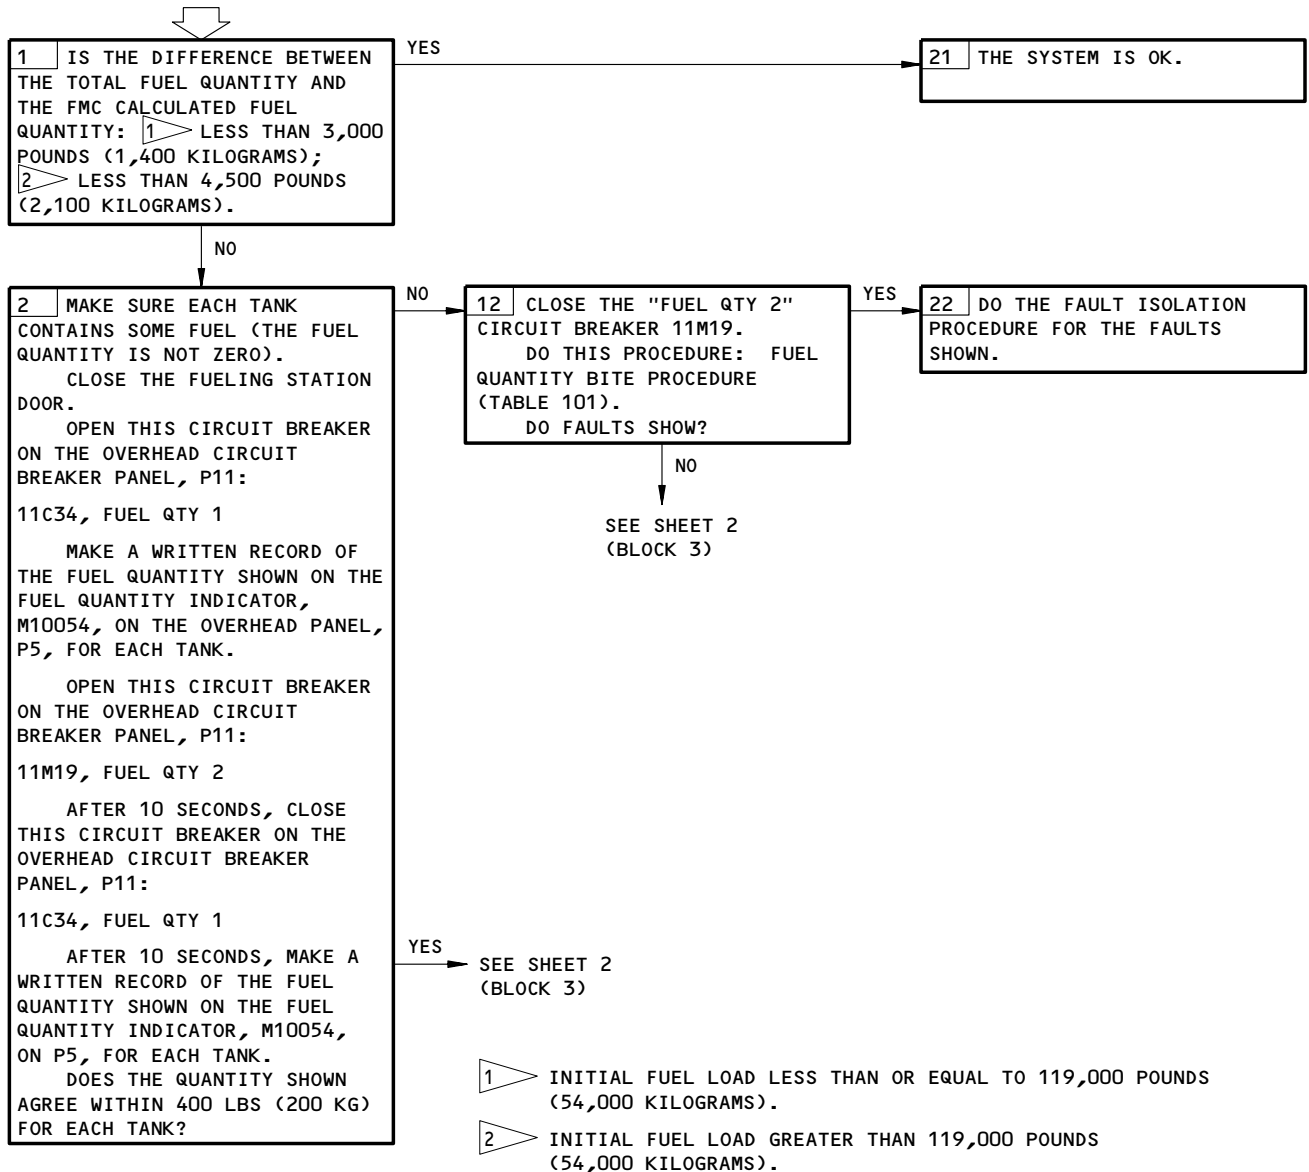 1 IS THE DIFFERENCE BETWEEN
THE TOTAL FUEL QUANTITY AND
THE FMC CALCULATED FUEL
QUANTITY: 1 LESS THAN 3,000
POUNDS (1,400 KILOGRAMS);
2 LESS THAN 4,500 POUNDS
(2,100 KILOGRAMS).
YES
21 THE SYSTEM IS OK.
NO
2 MAKE SURE EACH TANK
CONTAINS SOME FUEL (THE FUEL
QUANTITY IS NOT ZERO).
CLOSE THE FUELING STATION
DOOR.
OPEN THIS CIRCUIT BREAKER
ON THE OVERHEAD CIRCUIT
BREAKER PANEL, P11:
11C34, FUEL QTY 1
MAKE A WRITTEN RECORD OF
THE FUEL QUANTITY SHOWN ON THE
FUEL QUANTITY INDICATOR,
M10054, ON THE OVERHEAD PANEL,
P5, FOR EACH TANK.
OPEN THIS CIRCUIT BREAKER
ON THE OVERHEAD CIRCUIT
BREAKER PANEL, P11:
11M19, FUEL QTY 2
AFTER 10 SECONDS, CLOSE
THIS CIRCUIT BREAKER ON THE
OVERHEAD CIRCUIT BREAKER
PANEL, P11:
11C34, FUEL QTY 1
AFTER 10 SECONDS, MAKE A
WRITTEN RECORD OF THE FUEL
QUANTITY SHOWN ON THE FUEL
QUANTITY INDICATOR, M10054,
ON P5, FOR EACH TANK.
DOES THE QUANTITY SHOWN
AGREE WITHIN 400 LBS (200 KG)
FOR EACH TANK?
NO
12 CLOSE THE "FUEL QTY 2"
CIRCUIT BREAKER 11M19.
DO THIS PROCEDURE: FUEL
QUANTITY BITE PROCEDURE
(TABLE 101).
DO FAULTS SHOW?
YES
22 DO THE FAULT ISOLATION
PROCEDURE FOR THE FAULTS
SHOWN.
NO
SEE SHEET 2
(BLOCK 3)
YES
SEE SHEET 2
(BLOCK 3)
1 INITIAL FUEL LOAD LESS THAN OR EQUAL TO 119,000 POUNDS
(54,000 KILOGRAMS).
2 INITIAL FUEL LOAD GREATER THAN 119,000 POUNDS
(54,000 KILOGRAMS).